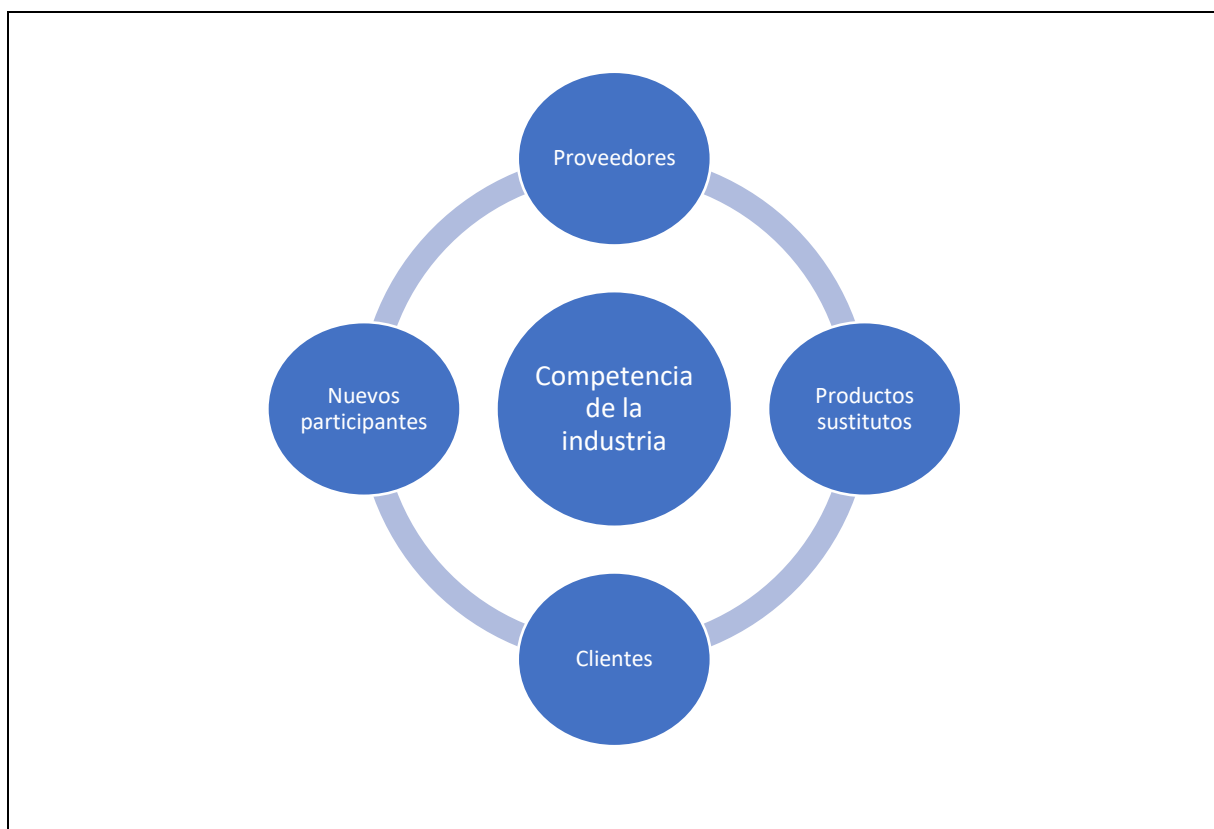 Proveedores
Nuevos
participantes
Competencia
de la
industria
Productos
sustitutos
Clientes